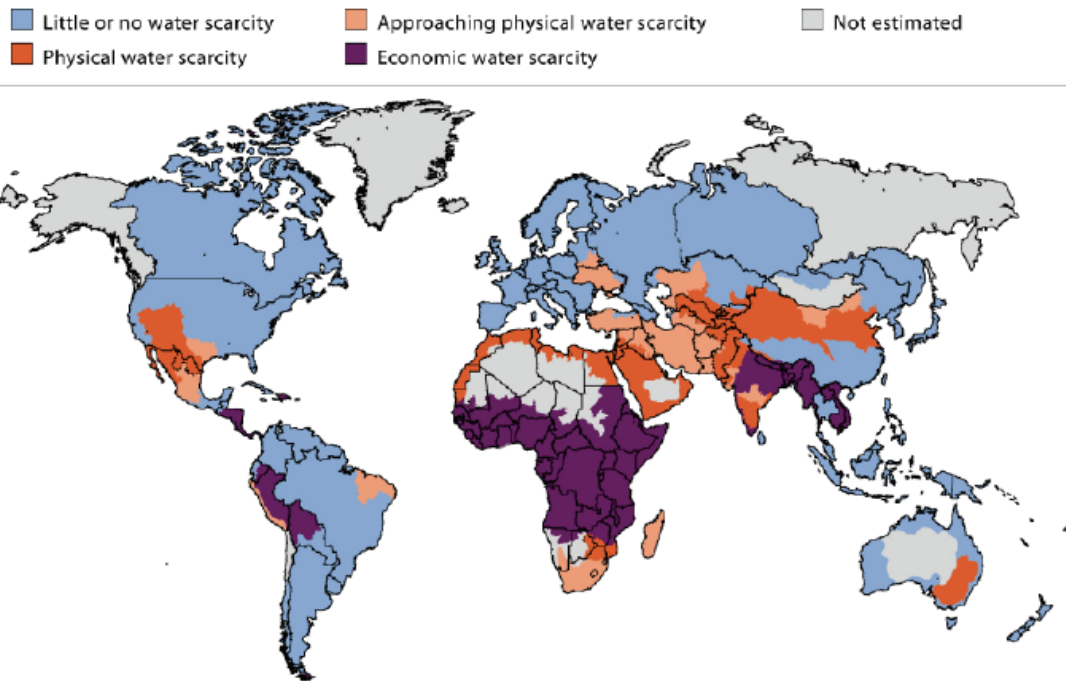 Little or no water scarcity
Approaching physical water scarcity
Not estimated
Physical water scarcity
Economic water scarcity